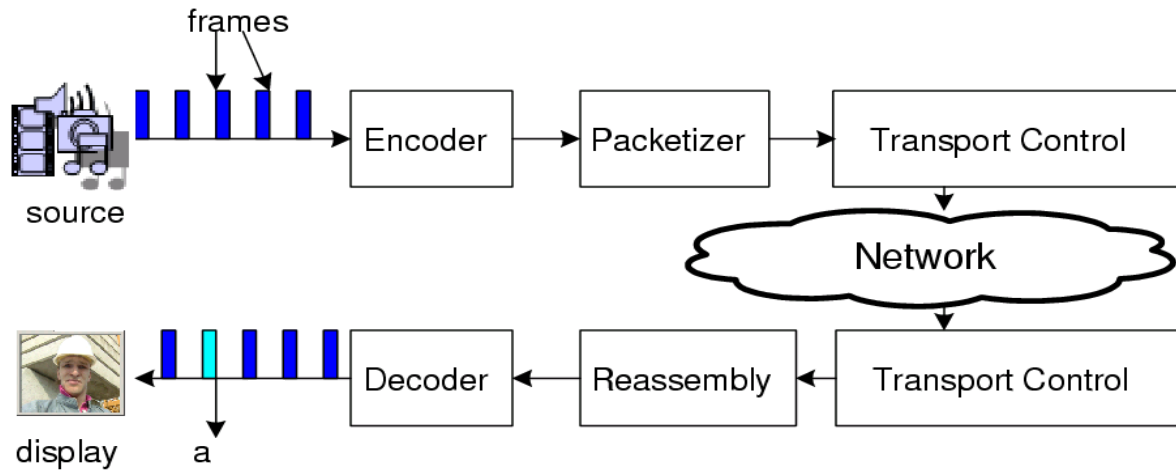 frames
Encoder
Packetizer
Transport Control
source
Network
Decoder
Reassembly
Transport Control
display
a